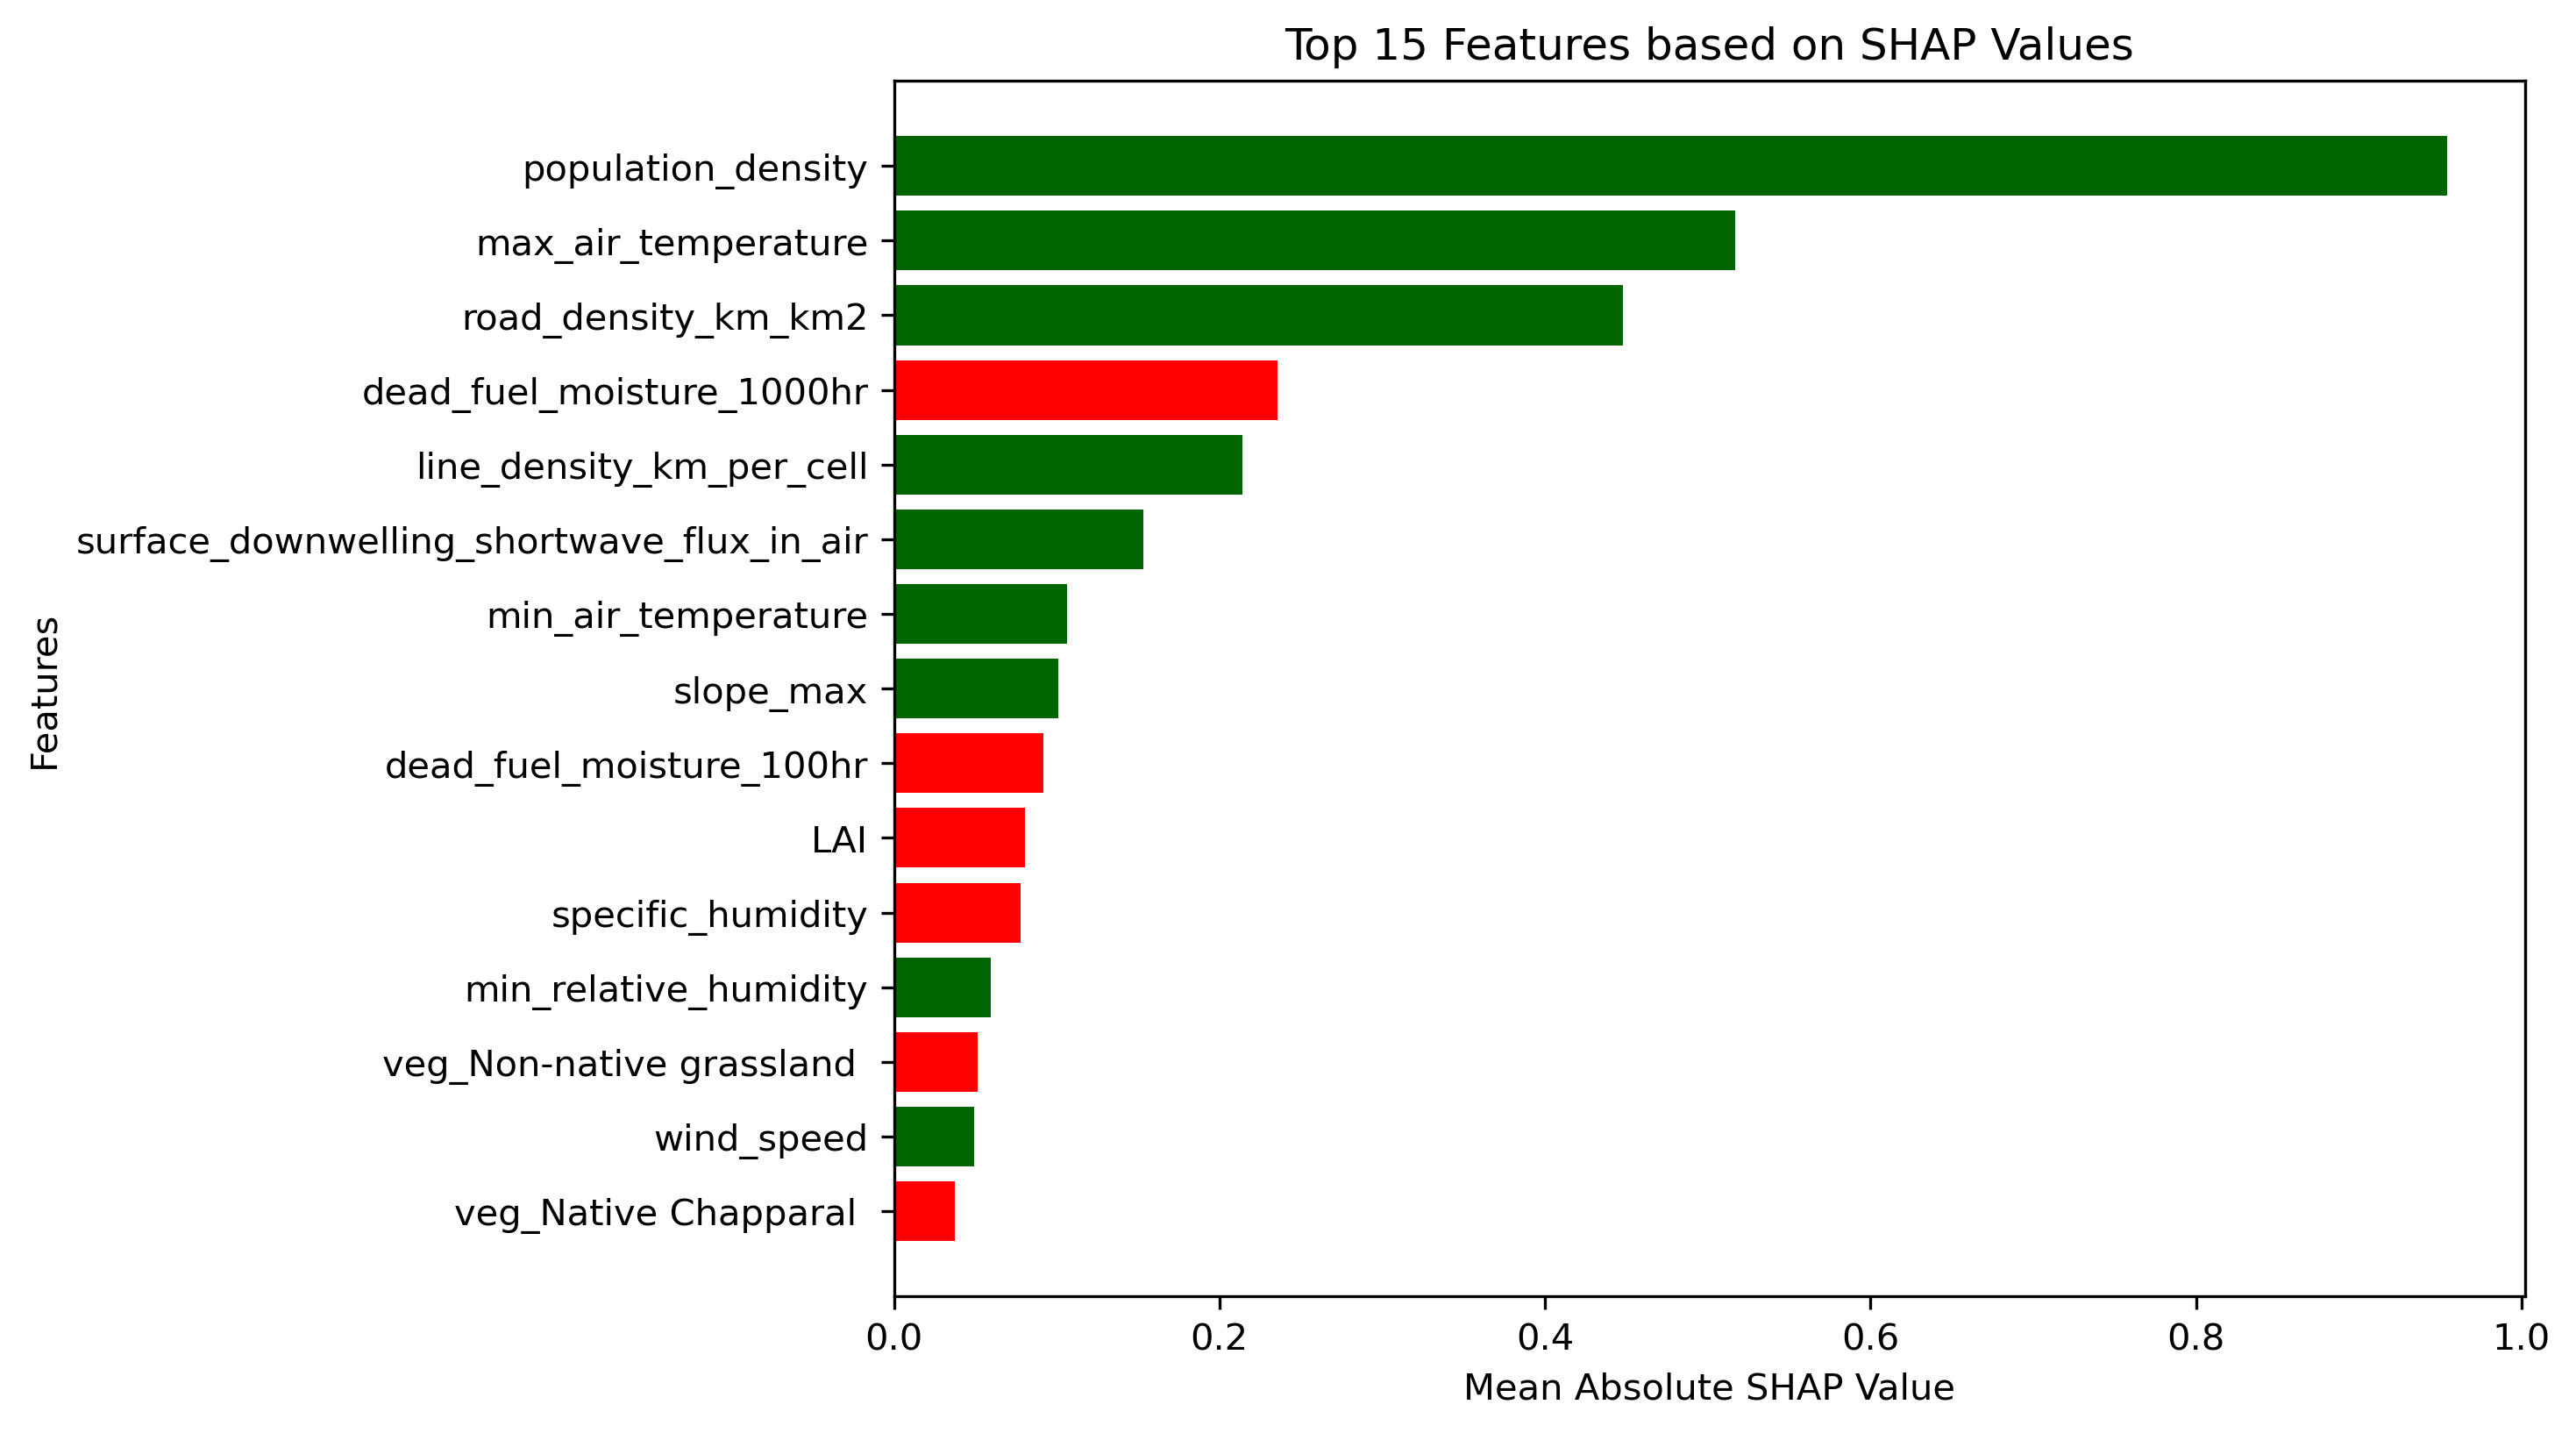 Top 15 Features based on SHAP Values
Features
population_density
max_air_temperature
road_density_km_km2
dead_fuel_moisture_1000hr
line_density_km_per_cell
surface_downwelling_shortwave_flux_in_air
min_air_temperature
slope_max
dead_fuel_moisture_100hr
LAI
specific_humidity
min_relative_humidity
veg_Non-native grassland
wind_speed
veg_Native Chapparal
0.0 0.2 0.4 0.6 0.8 1.0
Mean Absolute SHAP Value